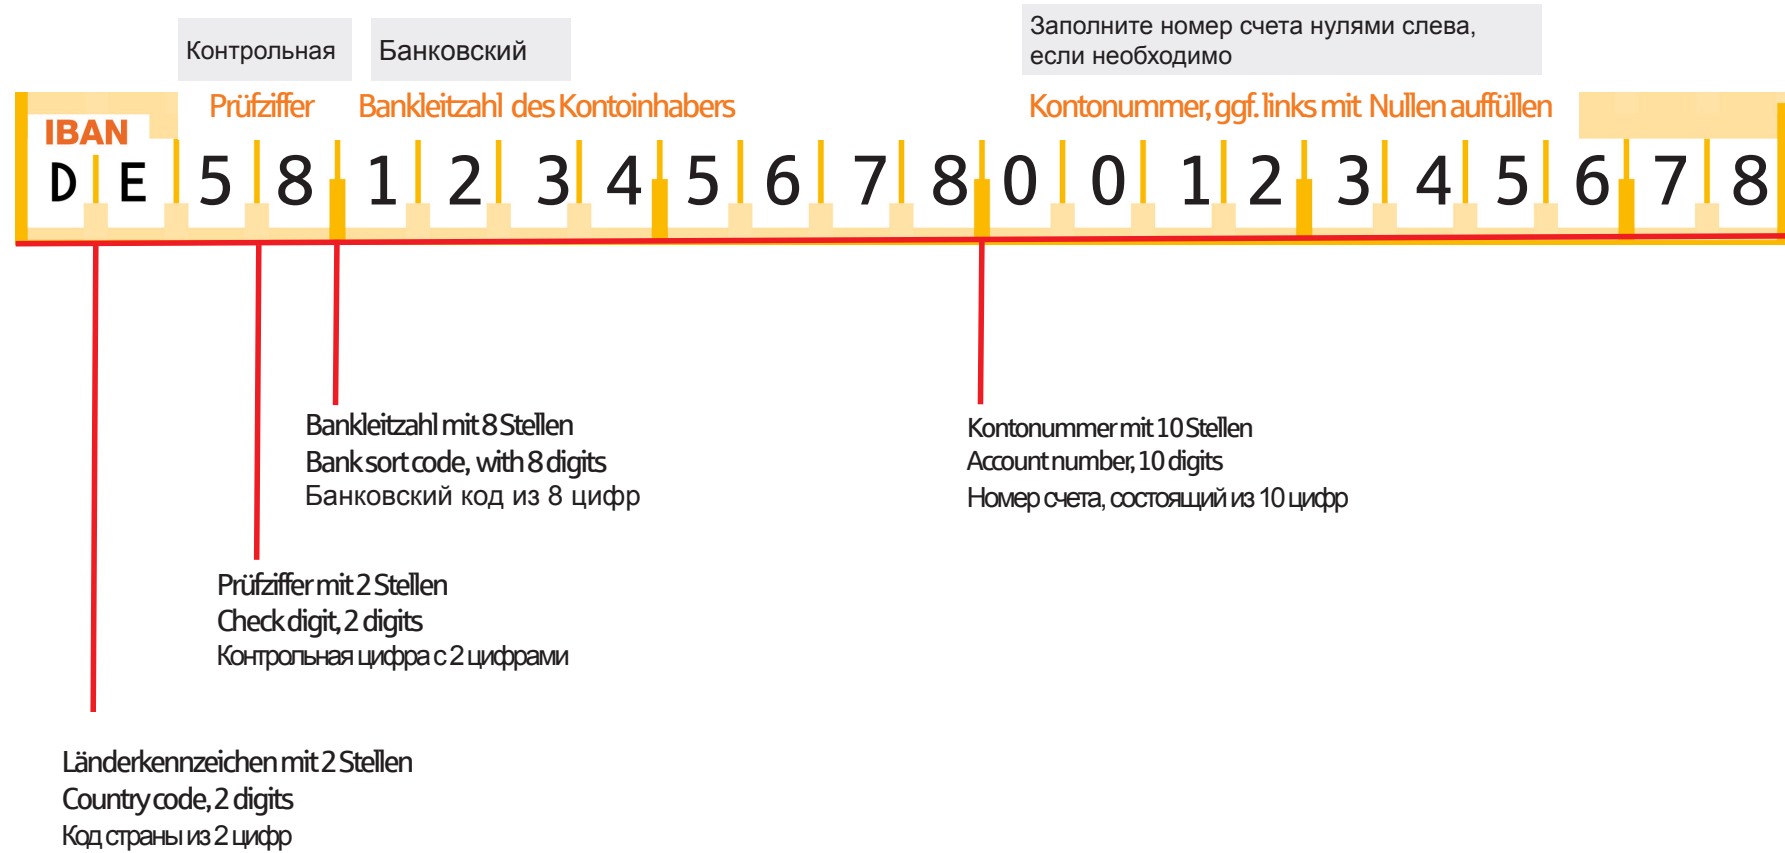 Контрольная
Банковский
Заполните номер счета нулями слева,
если необходимо
Prüfziffer
Bankleitzahl des Kontoinhabers
Kontonummer, ggf. links mit Nullen auffüllen
IBAN
D E 5 8 1 2 3 4 5 6 7 8 0 0 1 2 3 4 5 6 7 8
Bankleitzahl mit 8 Stellen
Bank sort code, with 8 digits
Банковский код из 8 цифр
Kontonummer mit 10 Stellen
Account number, 10 digits
Номер счета, состоящий из 10 цифр
Prüfziffer mit 2 Stellen
Check digit, 2 digits
Контрольная цифра с 2 цифрами
Länderkennzeichen mit 2 Stellen
Country code, 2 digits
Код страны из 2 цифр